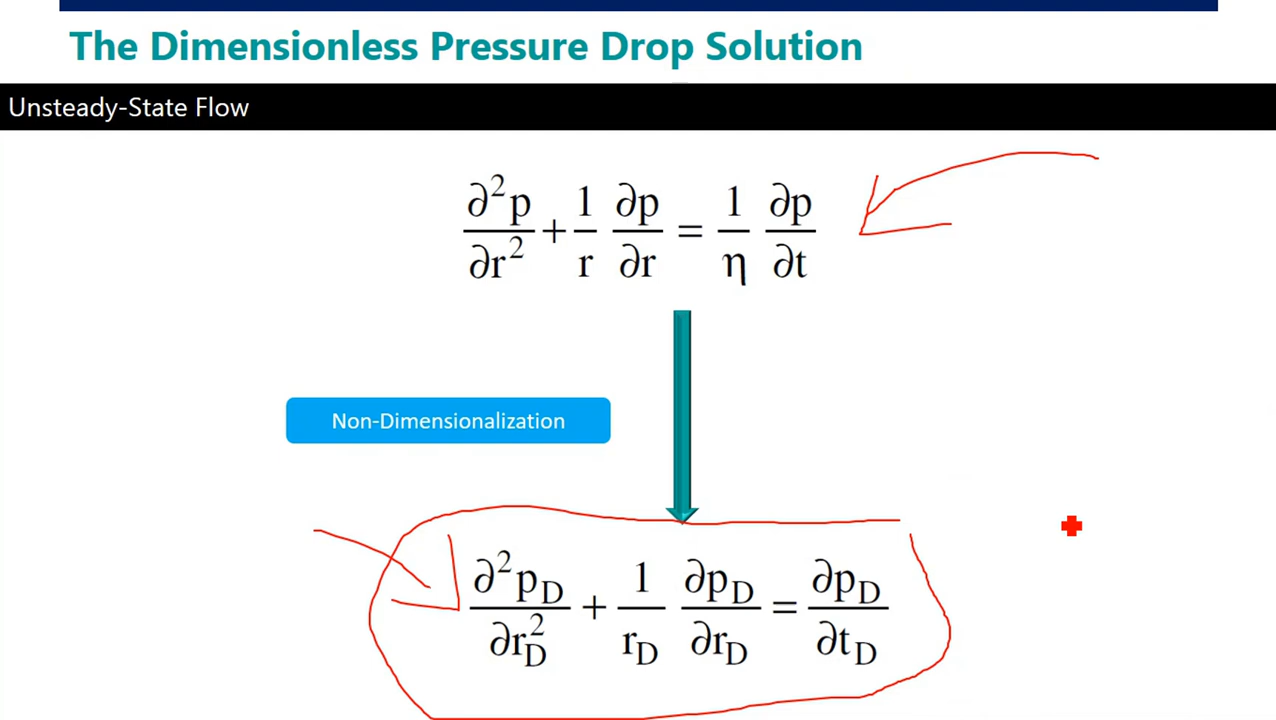 The Dimensionless Pressure Drop Solution
Unsteady-State Flow
∂²p/∂r² + 1/r ∂p/∂r = 1/η ∂p/∂t
Non-Dimensionalization
∂²p_D/∂r_D² + 1/r_D ∂p_D/∂r_D = ∂p_D/∂t_D